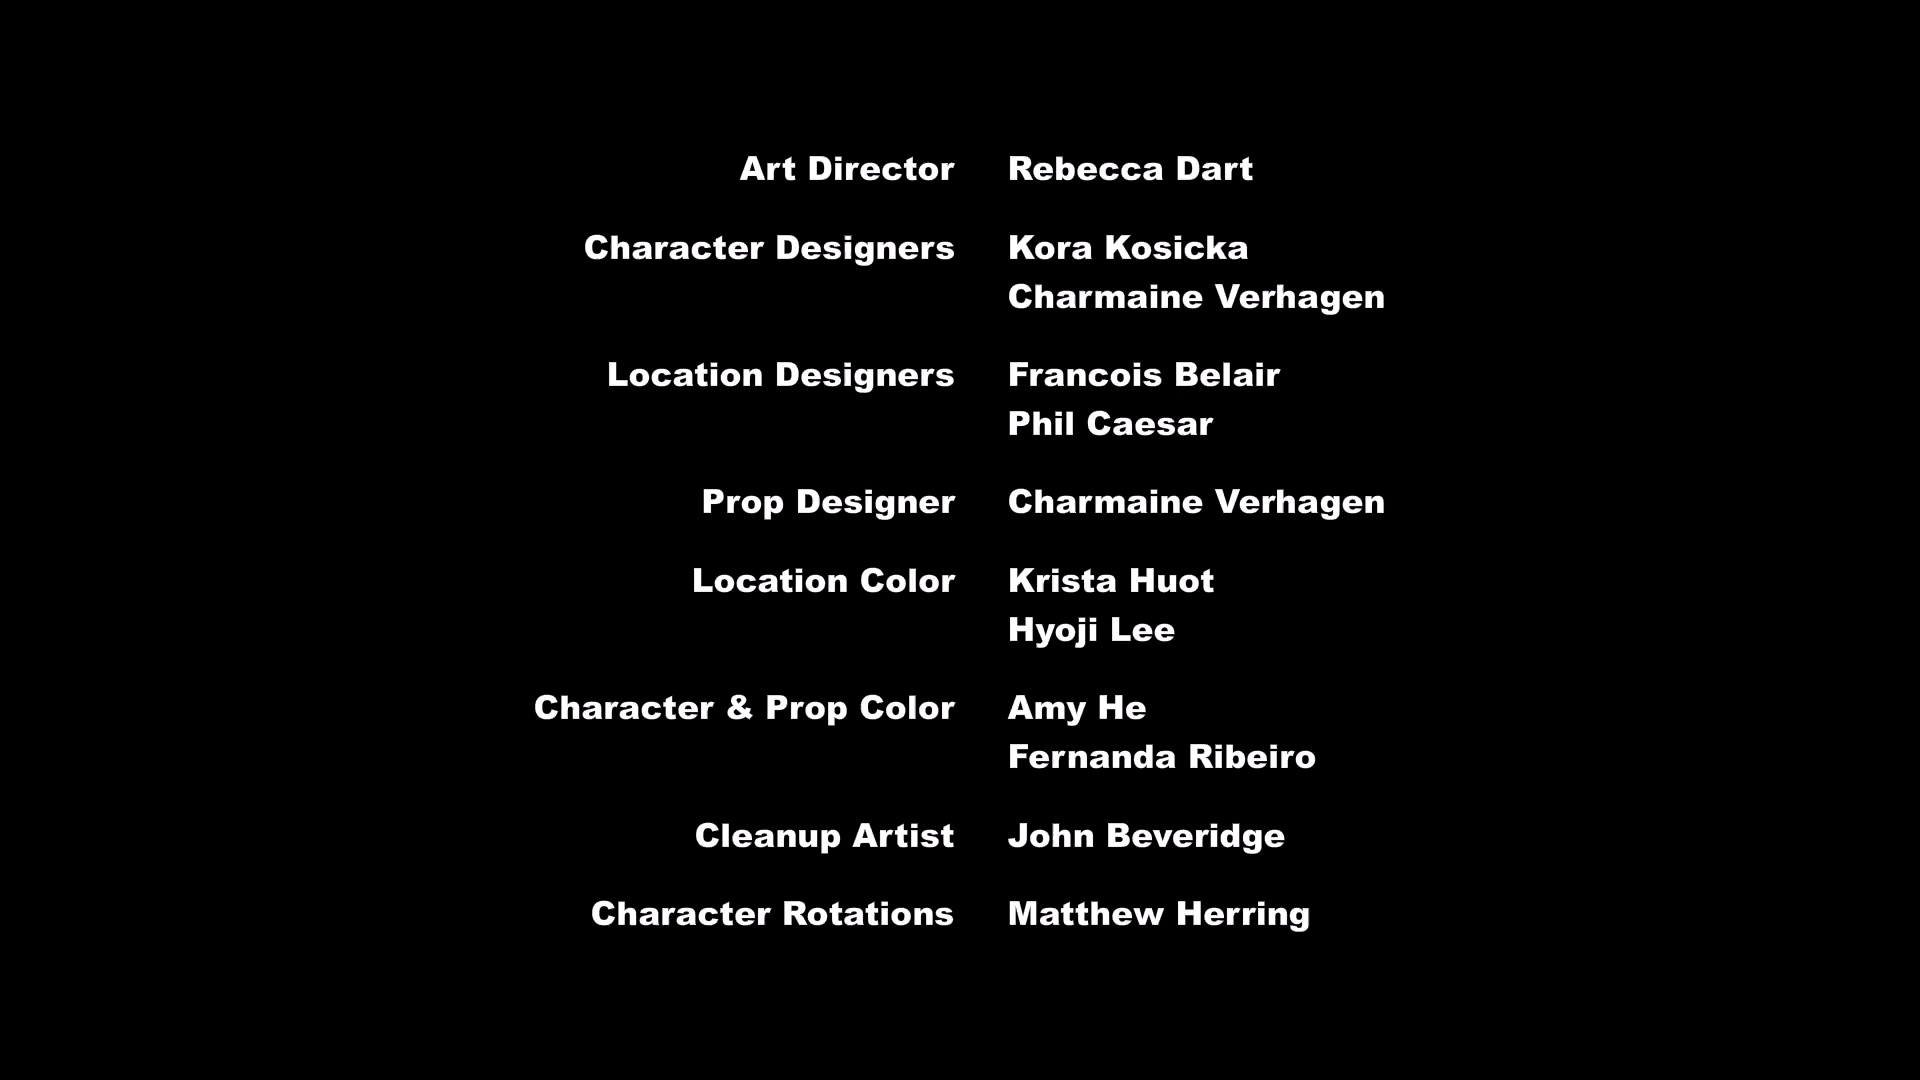 Art Director Rebecca Dart
Character Designers Kora Kosicka
Charmaine Verhagen
Location Designers Francois Belair
Phil Caesar
Prop Designer Charmaine Verhagen
Location Color Krista Huot
Hyoji Lee
Character & Prop Color Amy He
Fernanda Ribeiro
Cleanup Artist John Beveridge
Character Rotations Matthew Herring